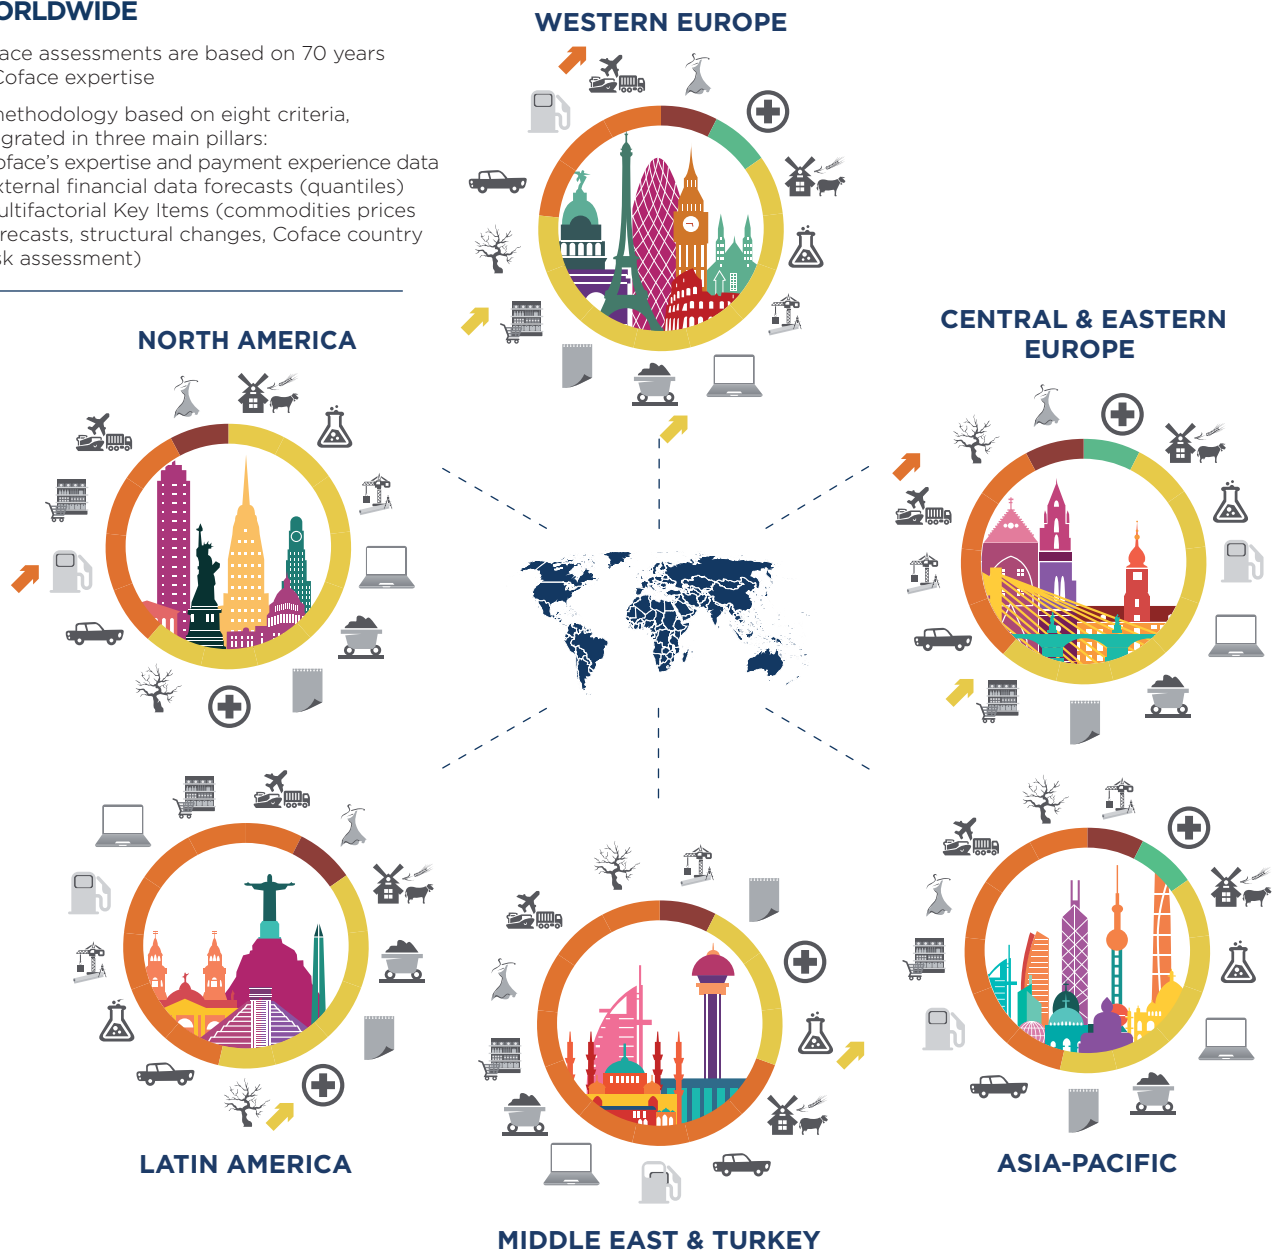 ORLDWIDE
ace assessments are based on 70 years
Coface expertise
methodology based on eight criteria,
egrated in three main pillars:
oface's expertise and payment experience data
xternal financial data forecasts (quantiles)
ultifactorial Key Items (commodities prices
recasts, structural changes, Coface country
sk assessment)
WESTERN EUROPE
NORTH AMERICA
CENTRAL & EASTERN
EUROPE
LATIN AMERICA
ASIA-PACIFIC
MIDDLE EAST & TURKEY